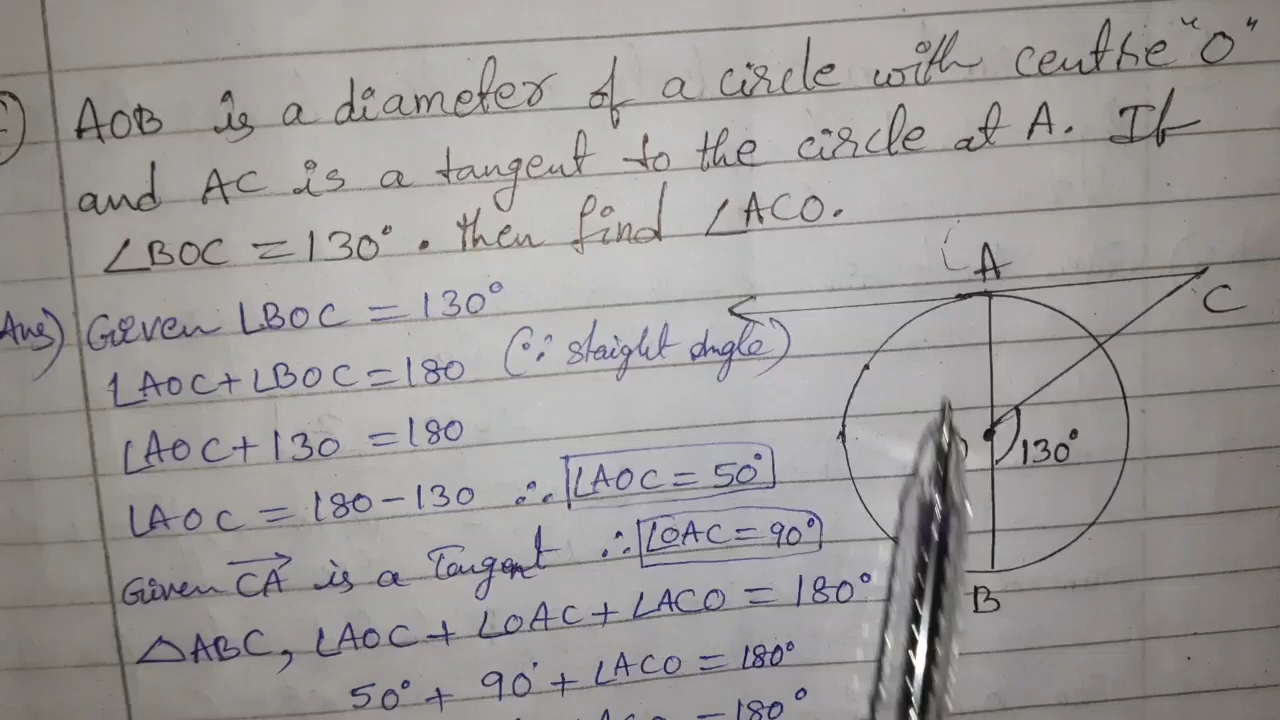 AOB is a diameter of a circle with centre "O"
and AC is a tangent to the circle at A. If
∠BOC = 130°. then find ∠ACO.
Ans) Given ∠BOC = 130°
∠AOC + ∠BOC = 180 (∵ staight angle)
∠AOC + 130 = 180
∠AOC = 180 - 130 ∴ ∠AOC = 50°
Given CA is a Tangent ∴ ∠OAC = 90°
△ABC, ∠AOC + ∠OAC + ∠ACO = 180°
50° + 90° + ∠ACO = 180°
= 180°
A
C
130°
B